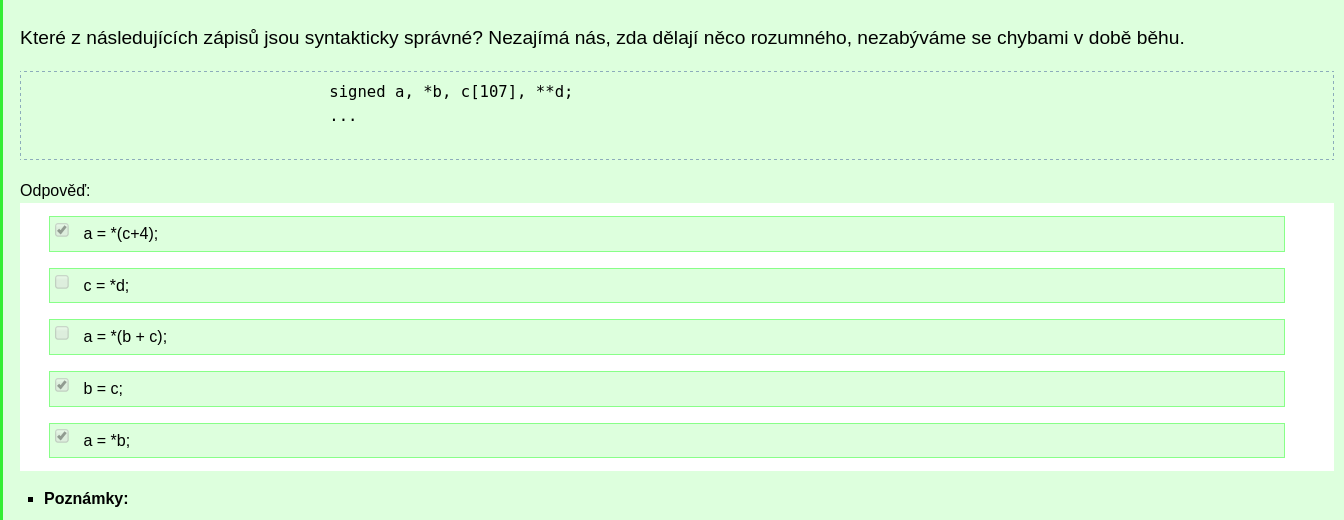 Které z následujících zápisů jsou syntakticky správné? Nezajímá nás, zda dělají něco rozumného, nezabýváme se chybami v době běhu.
signed a, *b, c[107], **d;
...
Odpověď:
a = *(c+4);
c = *d;
a = *(b + c);
b = c;
a = *b;
Poznámky: